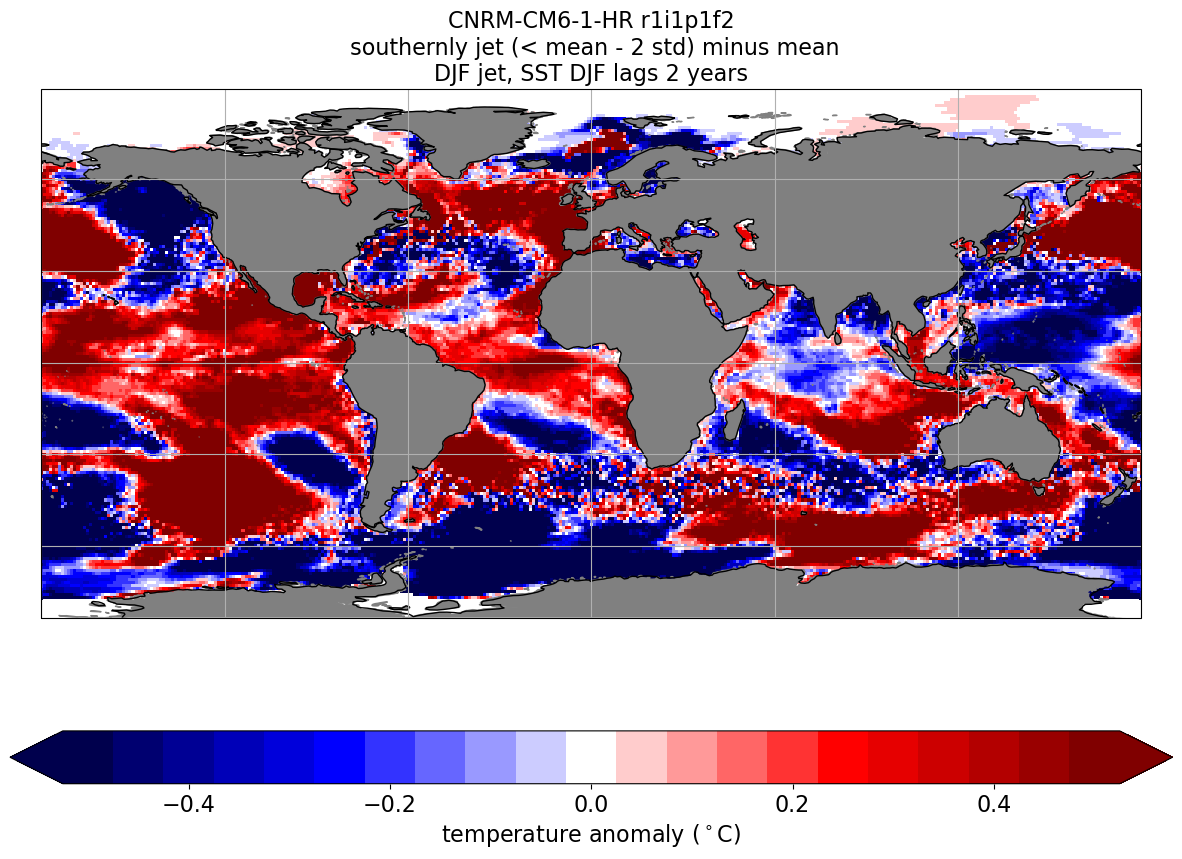 CNRM-CM6-1-HR r1i1p1f2
southernly jet (< mean - 2 std) minus mean
DJF jet, SST DJF lags 2 years
−0.4 −0.2 0.0 0.2 0.4
temperature anomaly (°C)